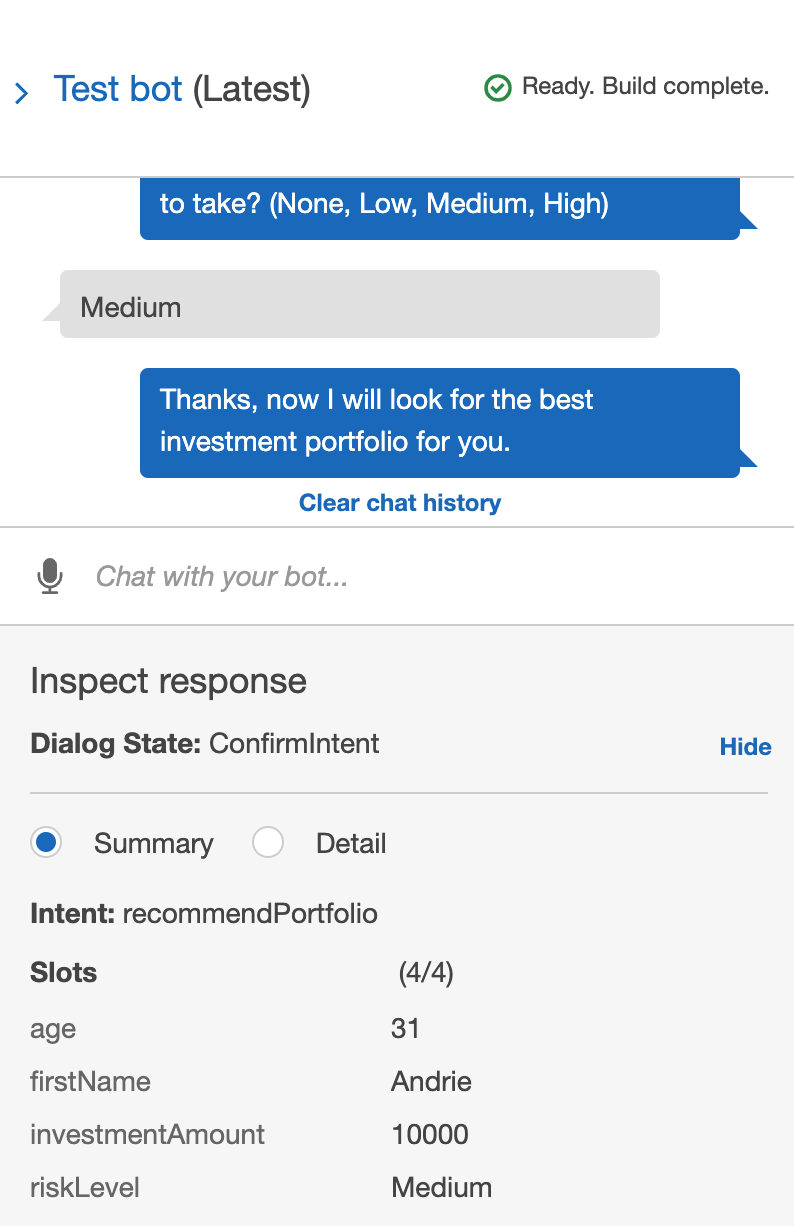 Test bot (Latest)
Ready. Build complete.
to take? (None, Low, Medium, High)
Medium
Thanks, now I will look for the best
investment portfolio for you.
Clear chat history
Chat with your bot...
Inspect response
Dialog State: ConfirmIntent
Hide
Summary Detail
Intent: recommendPortfolio
Slots (4/4)
age 31
firstName Andrie
investmentAmount 10000
riskLevel Medium